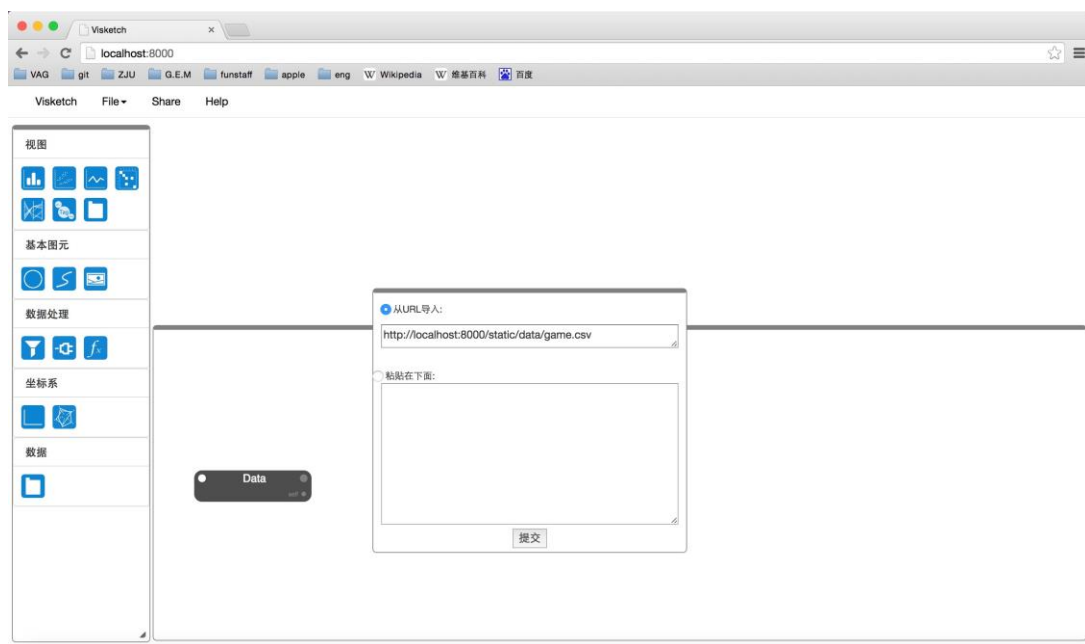 Visketch
localhost:8000
VAG git ZJU G.E.M funstaff apple eng W Wikipedia W 维基百科 百度
Visketch File Share Help
视图
基本图元
数据处理
坐标系
数据
从URL导入:
http://localhost:8000/static/data/game.csv
粘贴在下面:
提交
Data
self